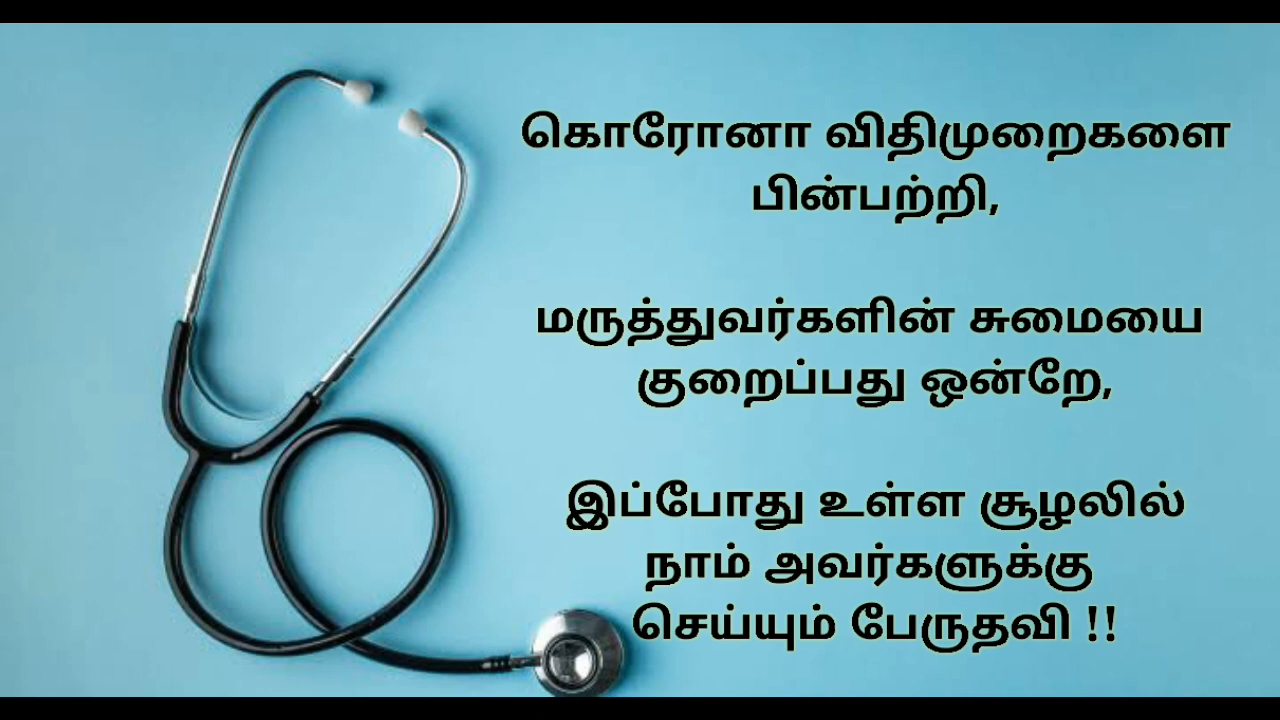 கொரோனா விதிமுறைகளை
பின்பற்றி,
மருத்துவர்களின் சுமையை
குறைப்பது ஒன்றே,
இப்போது உள்ள சூழலில்
நாம் அவர்களுக்கு
செய்யும் பேருதவி !!